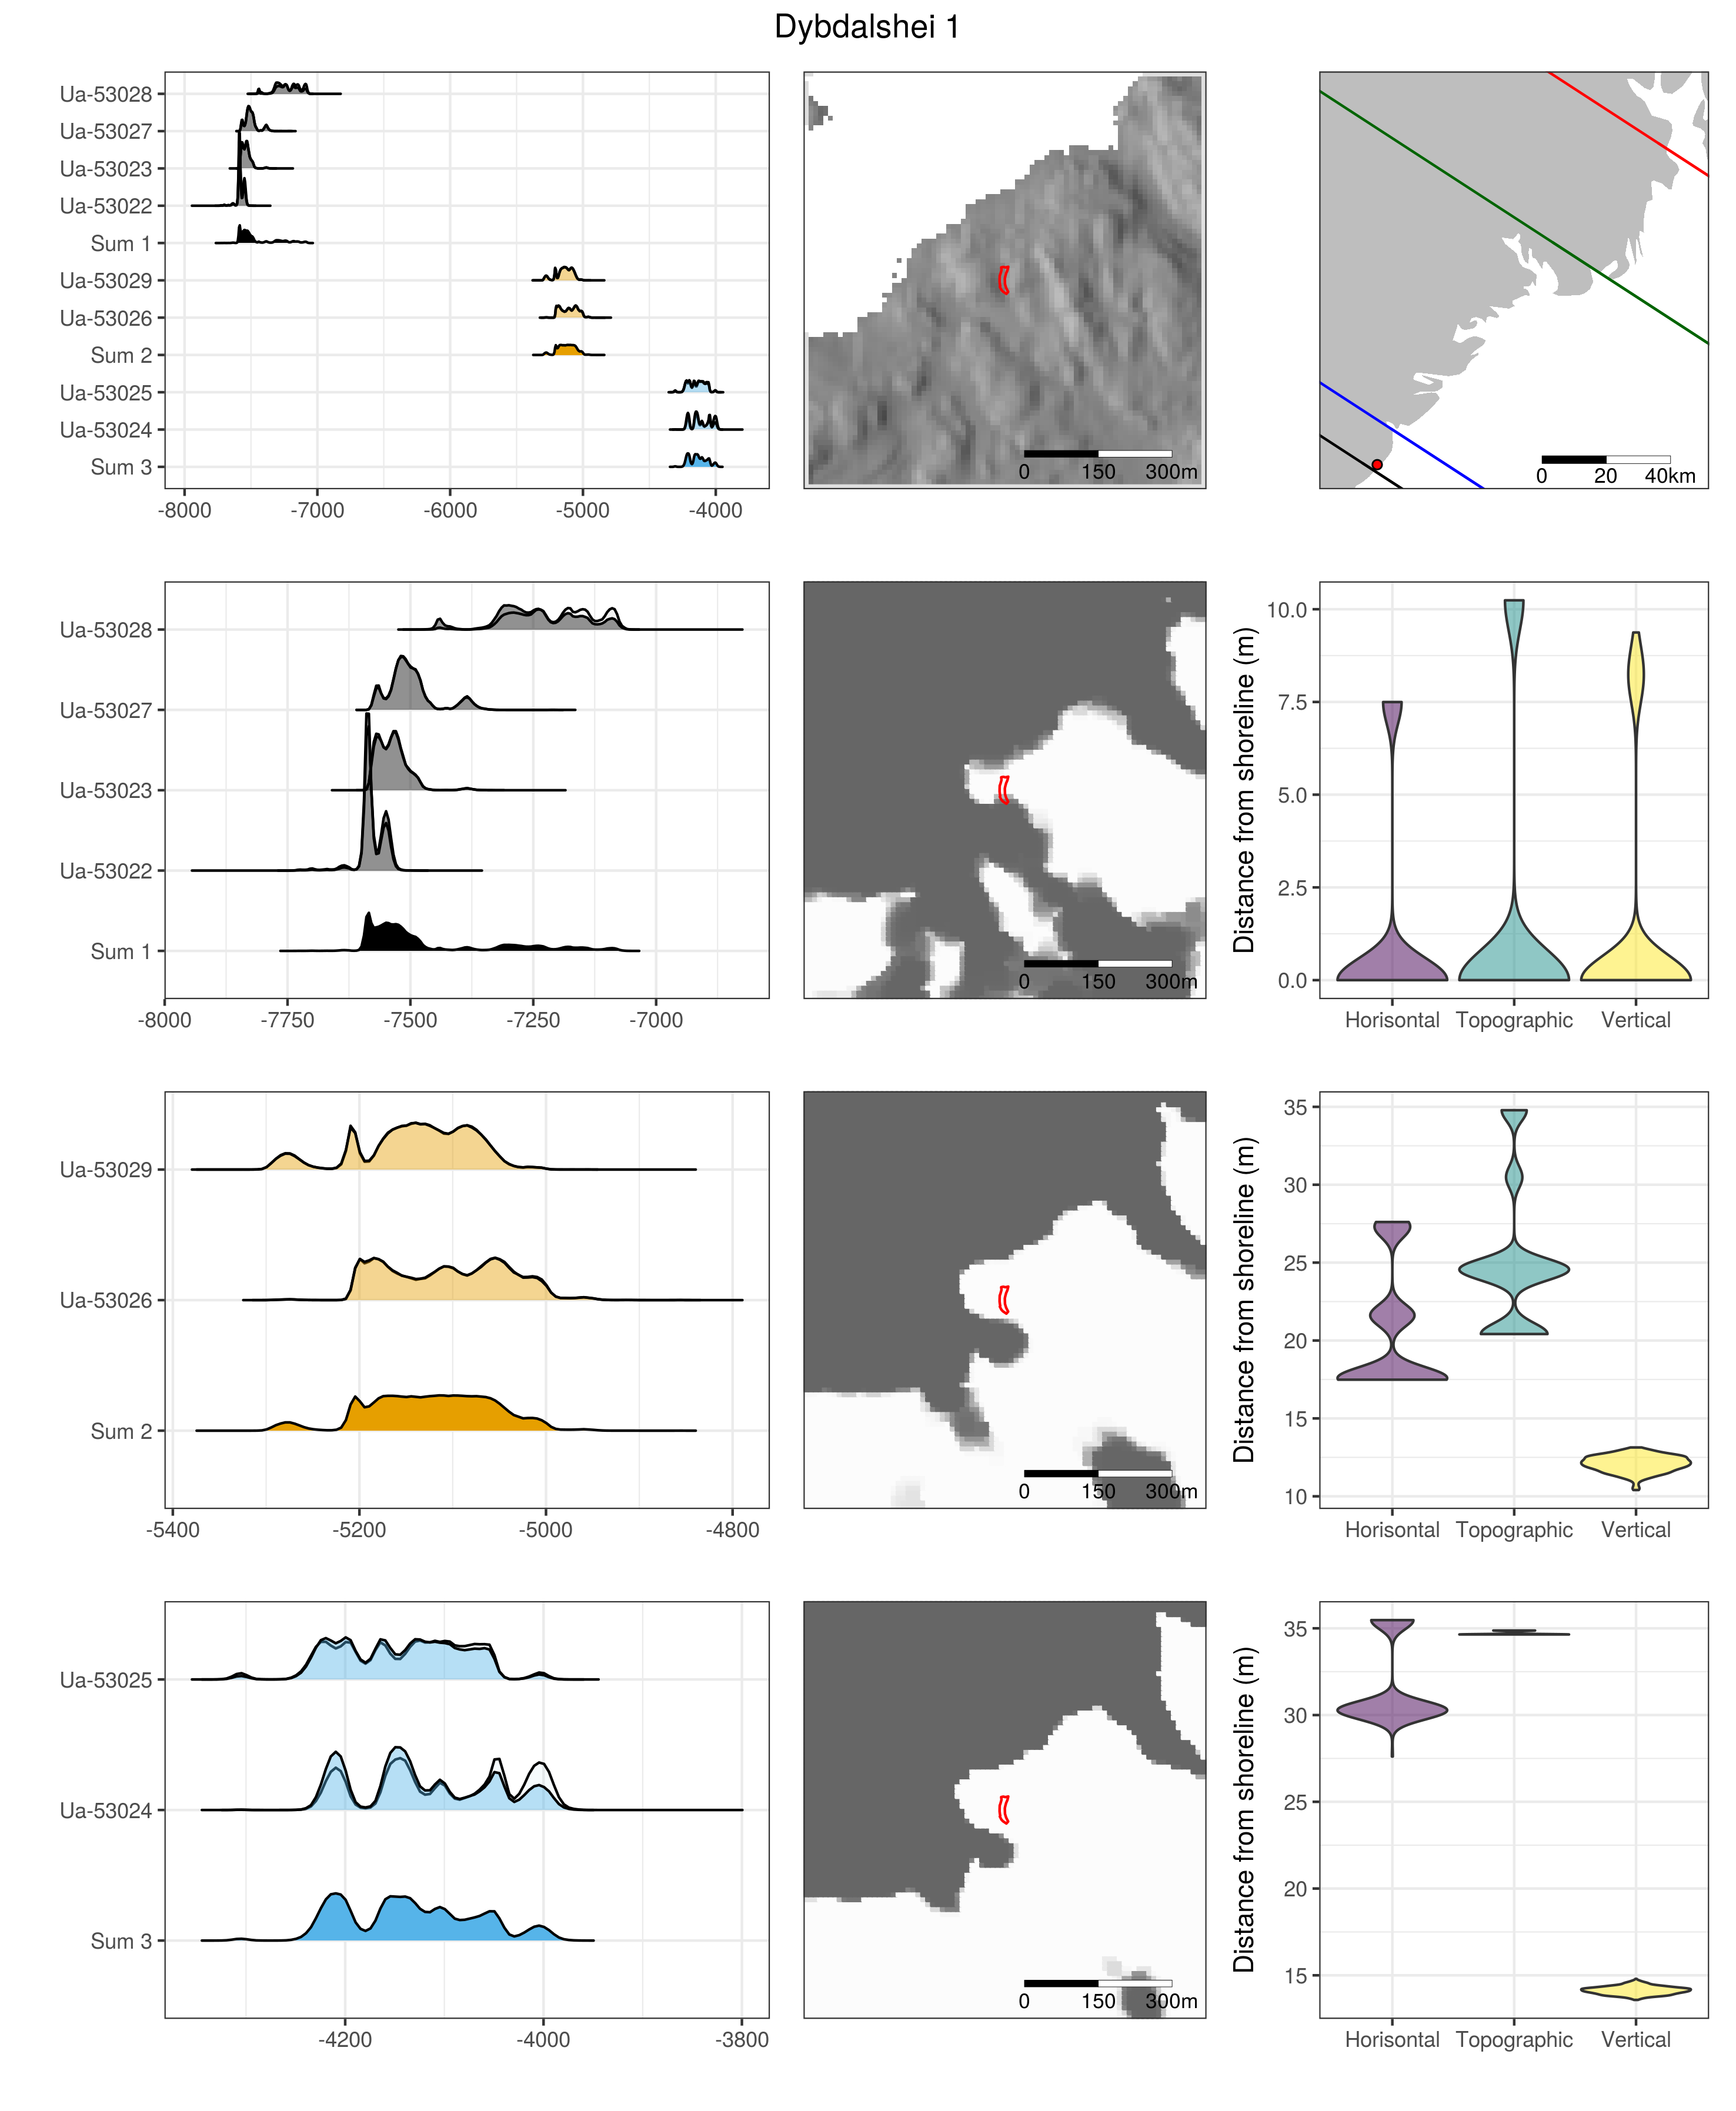 Dybdalshei 1
Ua-53028
Ua-53027
Ua-53023
Ua-53022
Sum 1
Ua-53029
Ua-53026
Sum 2
Ua-53025
Ua-53024
Sum 3
-8000 -7000 -6000 -5000 -4000
0 150 300m
0 20 40km
Ua-53028
Ua-53027
Ua-53023
Ua-53022
Sum 1
-8000 -7750 -7500 -7250 -7000
0 150 300m
Distance from shoreline (m)
10.0
7.5
5.0
2.5
0.0
Horisontal Topographic Vertical
Ua-53029
Ua-53026
Sum 2
-5400 -5200 -5000 -4800
0 150 300m
Distance from shoreline (m)
35
30
25
20
15
10
Horisontal Topographic Vertical
Ua-53025
Ua-53024
Sum 3
-4200 -4000 -3800
0 150 300m
Distance from shoreline (m)
35
30
25
20
15
Horisontal Topographic Vertical